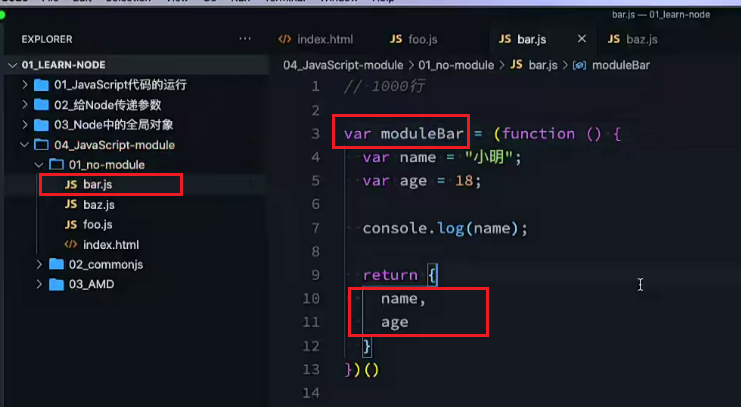 bar.js — 01_learn-node
EXPLORER
···
index.html
JS foo.js
JS bar.js
JS baz.js
01_LEARN-NODE
04_JavaScript-module > 01_no-module > JS bar.js > moduleBar
01_JavaScript代码的运行
02_给Node传递参数
03_Node中的全局对象
04_JavaScript-module
01_no-module
JS bar.js
JS baz.js
JS foo.js
index.html
02_commonjs
03_AMD
1 // 1000行
2
3 var moduleBar = (function () {
4 var name = "小明";
5 var age = 18;
6
7 console.log(name);
8
9 return {
10 name,
11 age
12 }
13 })()
14